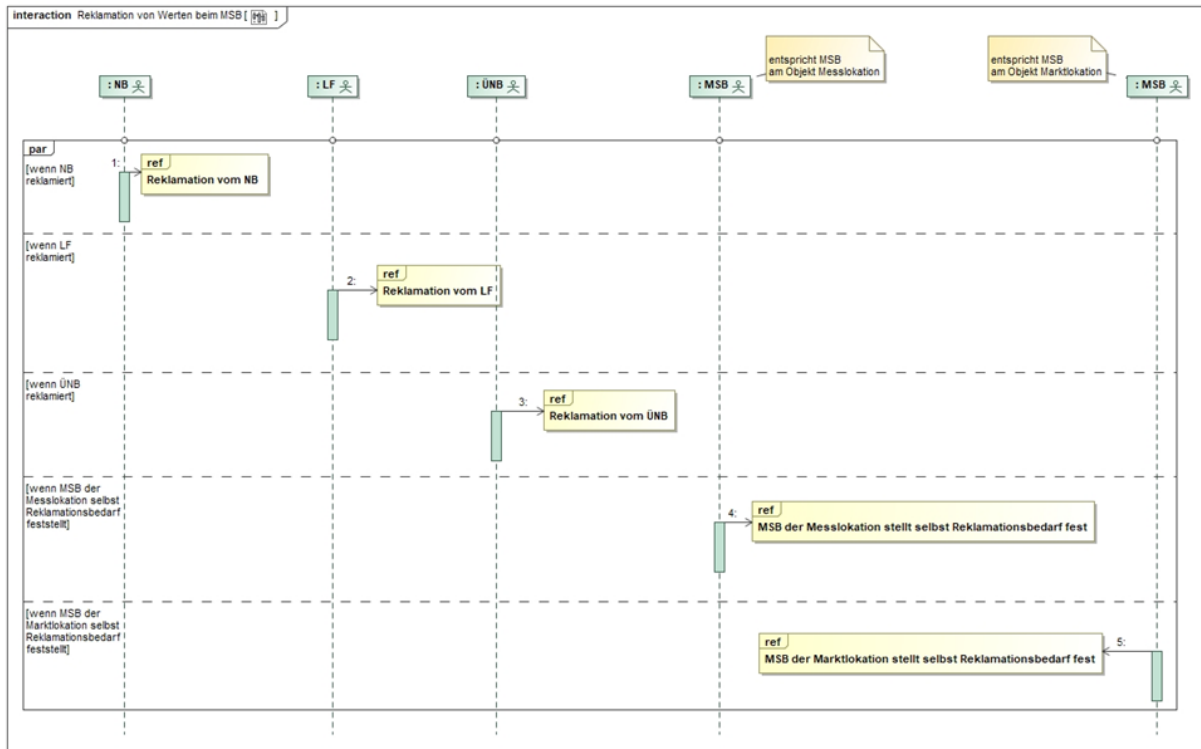 interaction Reklamation von Werten beim MSB [ ]
entspricht MSB
am Objekt Messlokation
entspricht MSB
am Objekt Marktlokation
: NB
: LF
: ÜNB
: MSB
: MSB
par
[wenn NB
reklamiert]
1:
ref
Reklamation vom NB
[wenn LF
reklamiert]
2:
ref
Reklamation vom LF
[wenn ÜNB
reklamiert]
3:
ref
Reklamation vom ÜNB
[wenn MSB der
Messlokation selbst
Reklamationsbedarf
feststellt]
4:
ref
MSB der Messlokation stellt selbst Reklamationsbedarf fest
[wenn MSB der
Marktlokation selbst
Reklamationsbedarf
feststellt]
ref
MSB der Marktlokation stellt selbst Reklamationsbedarf fest
5: